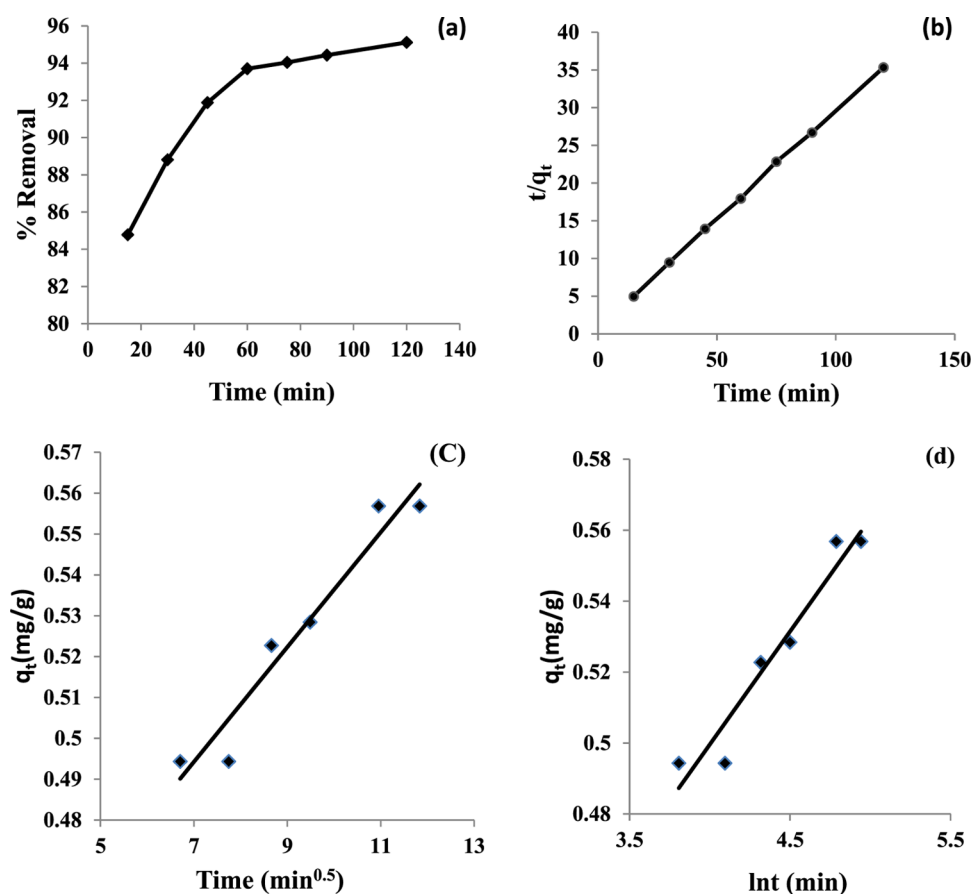 (a)
96
94
92
90
88
86
84
82
80
% Removal
0 20 40 60 80 100 120 140
Time (min)
(b)
40
35
30
25
20
15
10
5
0
t/qt
0 50 100 150
Time (min)
(C)
0.57
0.56
0.55
0.54
0.53
0.52
0.51
0.5
0.49
0.48
qt(mg/g)
5 7 9 11 13
Time (min0.5)
(d)
0.58
0.56
0.54
0.52
0.5
0.48
qt(mg/g)
3.5 4.5 5.5
lnt (min)